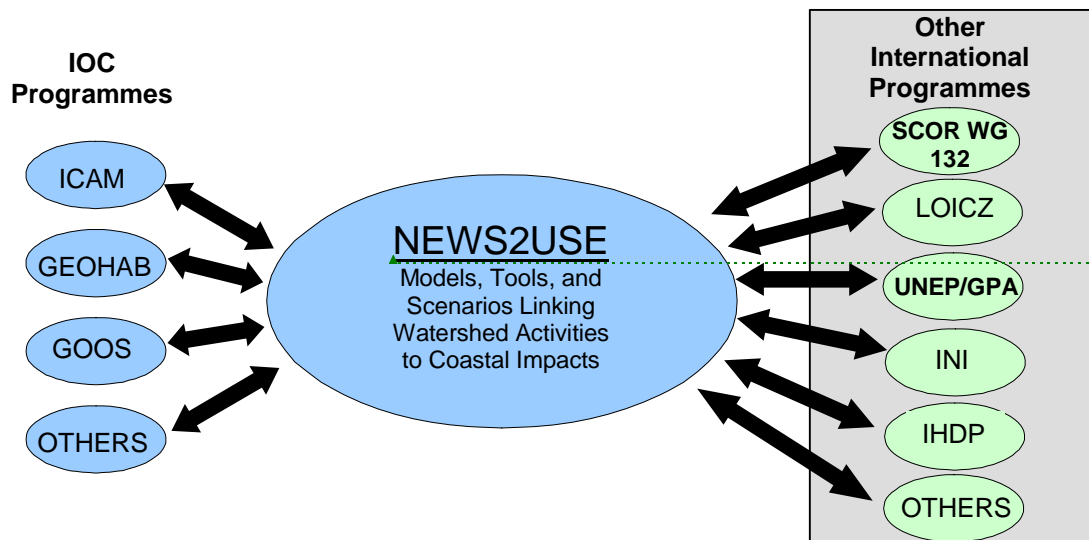 IOC
Programmes
ICAM
GEOHAB
GOOS
OTHERS
NEWS2USE
Models, Tools, and
Scenarios Linking
Watershed Activities
to Coastal Impacts
Other
International
Programmes
SCOR WG
132
LOICZ
UNEP/GPA
INI
IHDP
OTHERS